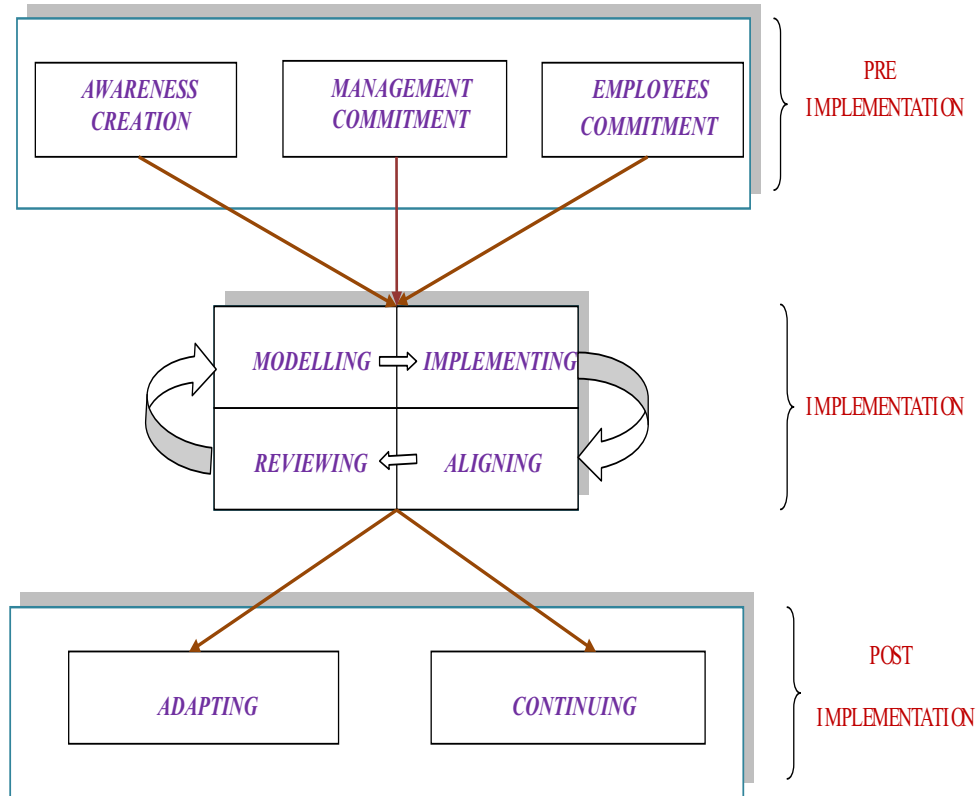 AWARENESS
CREATION
MANAGEMENT
COMMITMENT
EMPLOYEES
COMMITMENT
PRE
IMPLEMENTATION
MODELLING
IMPLEMENTING
REVIEWING
ALIGNING
IMPLEMENTATION
ADAPTING
CONTINUING
POST
IMPLEMENTATION